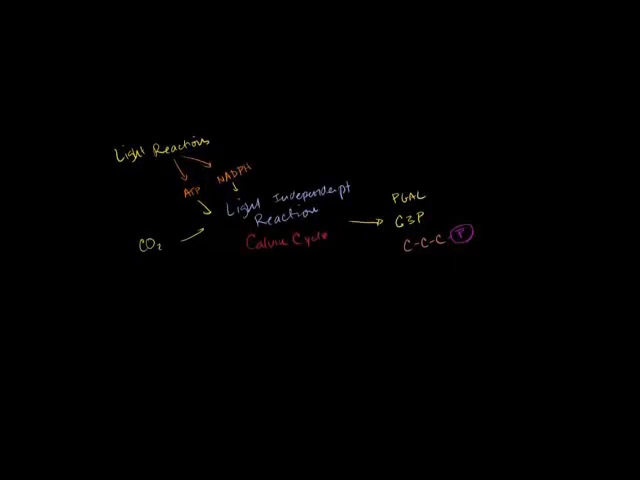 Light Reactions
ATP
NADPH
Light Independent
Reaction
Calvin Cycle
CO₂
PGAL
G3P
C-C-C-P